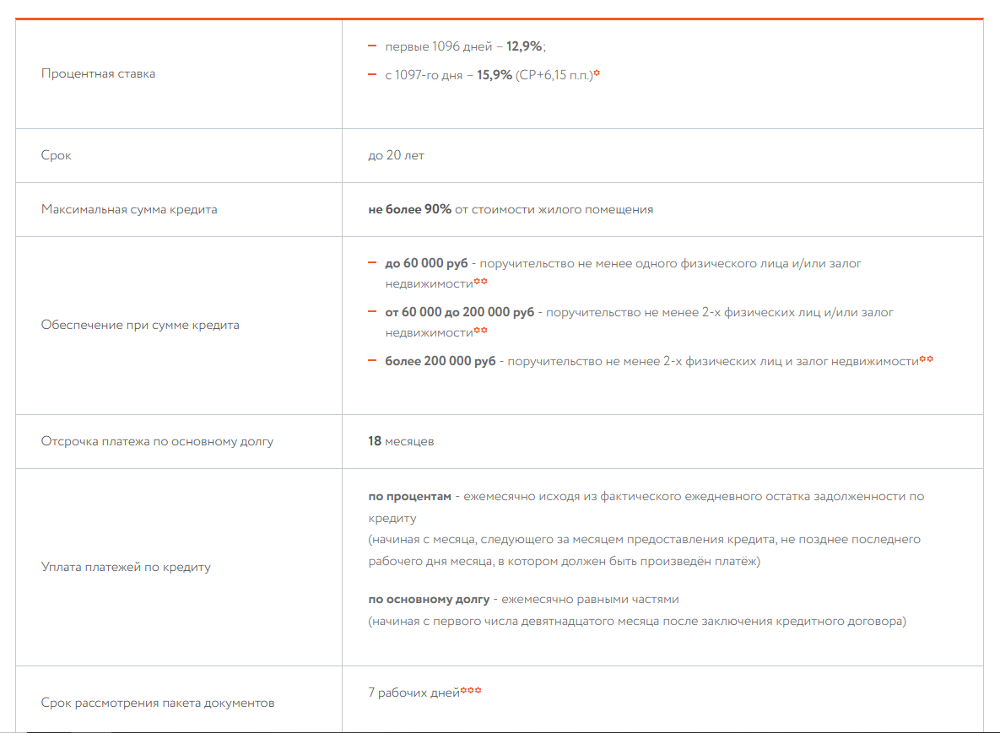 Процентная ставка
первые 1096 дней – 12,9%;
с 1097-го дня – 15,9% (СР+6,15 п.п.)*
Срок
до 20 лет
Максимальная сумма кредита
не более 90% от стоимости жилого помещения
Обеспечение при сумме кредита
до 60 000 руб - поручительство не менее одного физического лица и/или залог
недвижимости**
от 60 000 до 200 000 руб - поручительство не менее 2-х физических лиц и/или залог
недвижимости**
более 200 000 руб - поручительство не менее 2-х физических лиц и залог недвижимости**
Отсрочка платежа по основному долгу
18 месяцев
Уплата платежей по кредиту
по процентам - ежемесячно исходя из фактического ежедневного остатка задолженности по
кредиту
(начиная с месяца, следующего за месяцем предоставления кредита, не позднее последнего
рабочего дня месяца, в котором должен быть произведён платёж)
по основному долгу - ежемесячно равными частями
(начиная с первого числа девятнадцатого месяца после заключения кредитного договора)
Срок рассмотрения пакета документов
7 рабочих дней***